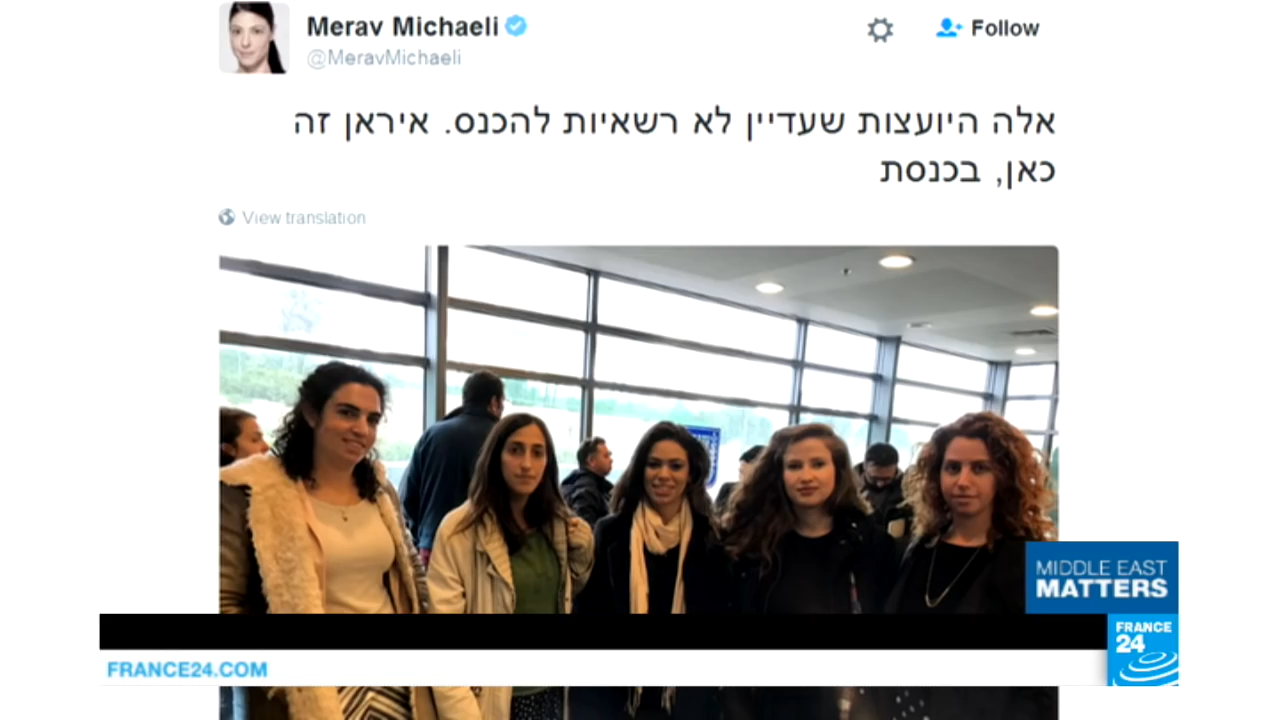 Merav Michaeli
@MeravMichaeli
Follow
אלה היועצות שעדיין לא רשאיות להכנס. איראן זה
כאן, בכנסת
View translation
MIDDLE EAST
MATTERS
FRANCE
24
FRANCE24.COM